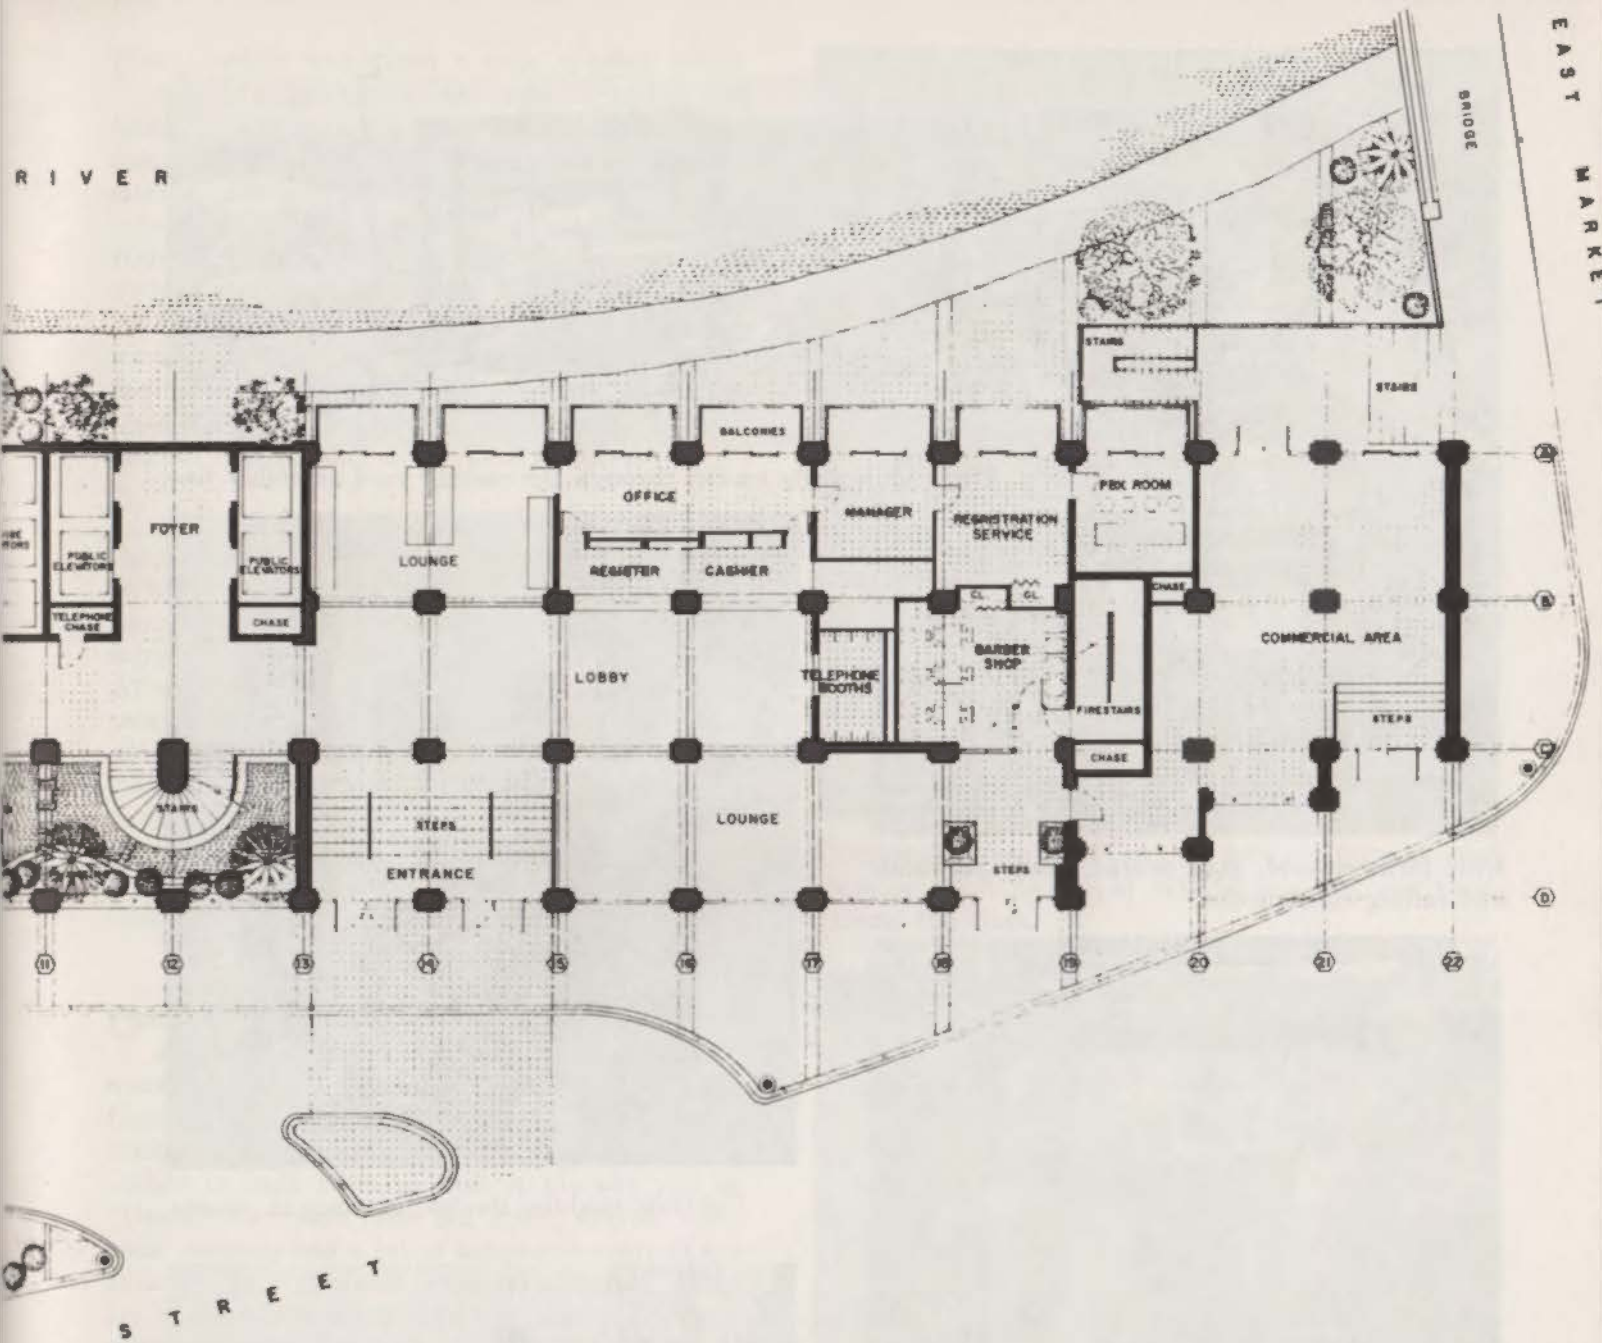 EAST MARKET
BRIDGE
RIVER
STAIRS
STAIRS
BALCONIES
A
OFFICE
PBX ROOM
MANAGER
FOYER
REGISTRATION
SERVICE
PUBLIC
ELEVATORS
PUBLIC
ELEVATORS
LOUNGE
REGISTER
CASHIER
CHASE
CL.
CL.
B
TELEPHONE
CHASE
CHASE
COMMERCIAL AREA
BARBER
SHOP
LOBBY
TELEPHONE
BOOTHS
FIRESTAIRS
STEPS
C
CHASE
STAIRS
STEPS
LOUNGE
ENTRANCE
STEPS
D
11
12
13
14
15
16
17
18
19
20
21
22
STREET